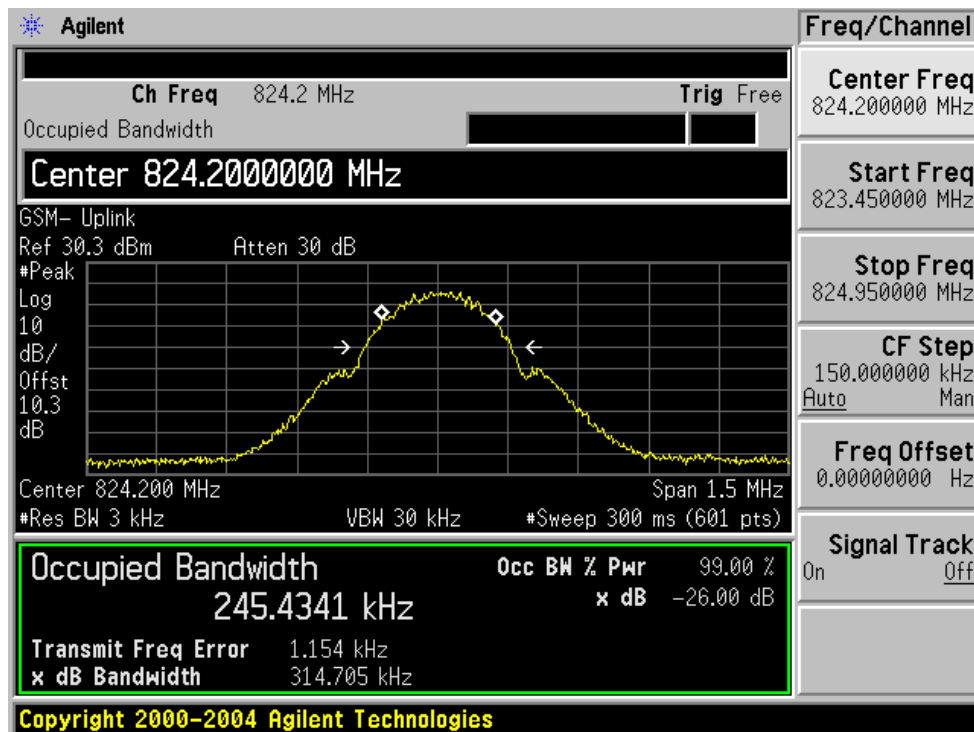 Agilent
Freq/Channel
Ch Freq 824.2 MHz Trig Free
Occupied Bandwidth
Center 824.2000000 MHz
GSM- Uplink
Ref 30.3 dBm Atten 30 dB
#Peak
Log
10
dB/
Offst
10.3
dB
Center 824.200 MHz Span 1.5 MHz
#Res BW 3 kHz VBW 30 kHz #Sweep 300 ms (601 pts)
Occupied Bandwidth
245.4341 kHz
Occ BW % Pwr 99.00 %
x dB -26.00 dB
Transmit Freq Error 1.154 kHz
x dB Bandwidth 314.705 kHz
Copyright 2000-2004 Agilent Technologies
Center Freq
824.200000 MHz
Start Freq
823.450000 MHz
Stop Freq
824.950000 MHz
CF Step
150.000000 kHz
Auto Man
Freq Offset
0.00000000 Hz
Signal Track
On Off